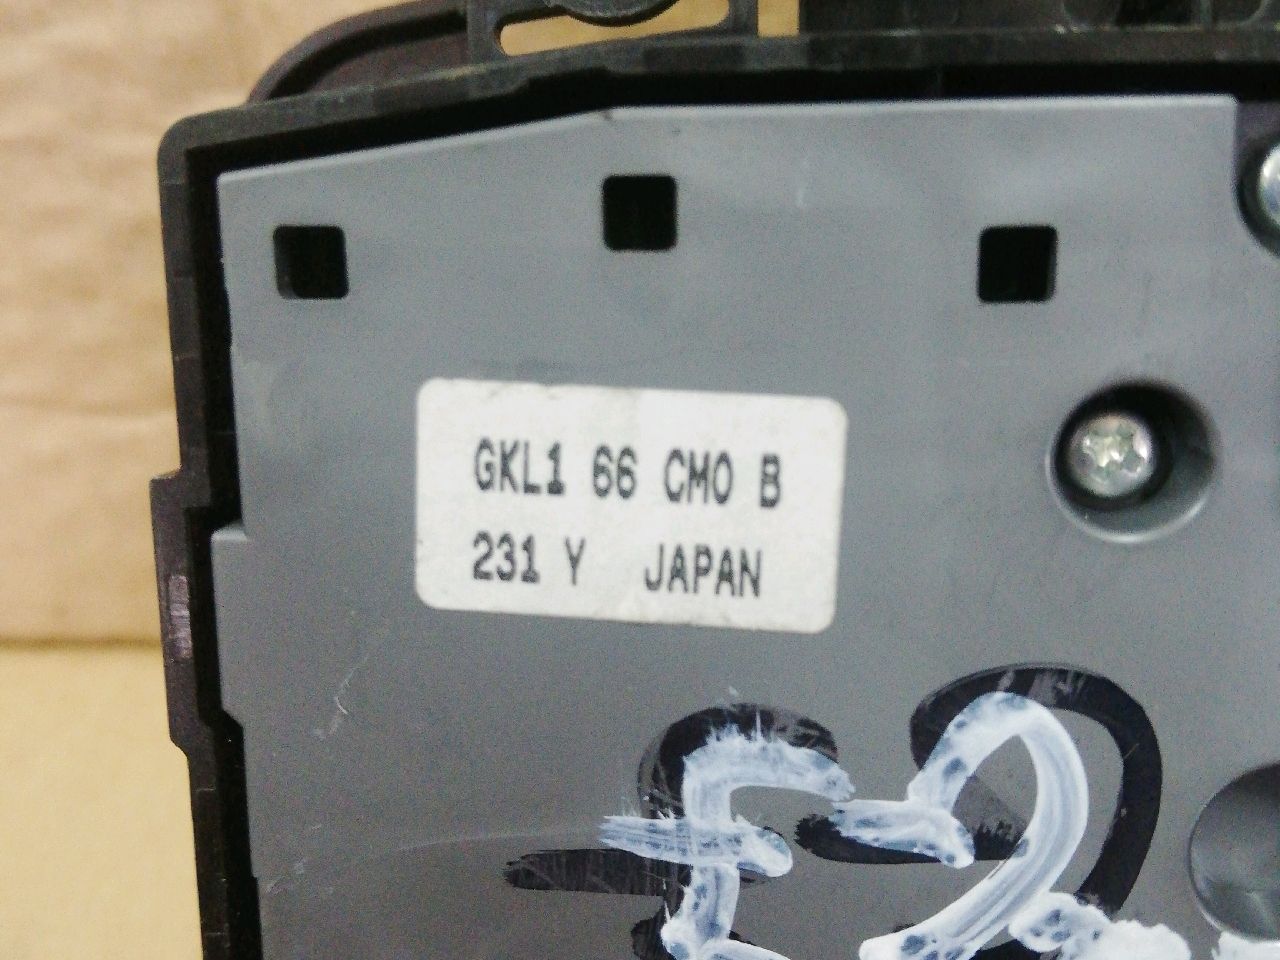 GKL1 66 CM0 B
231 Y JAPAN